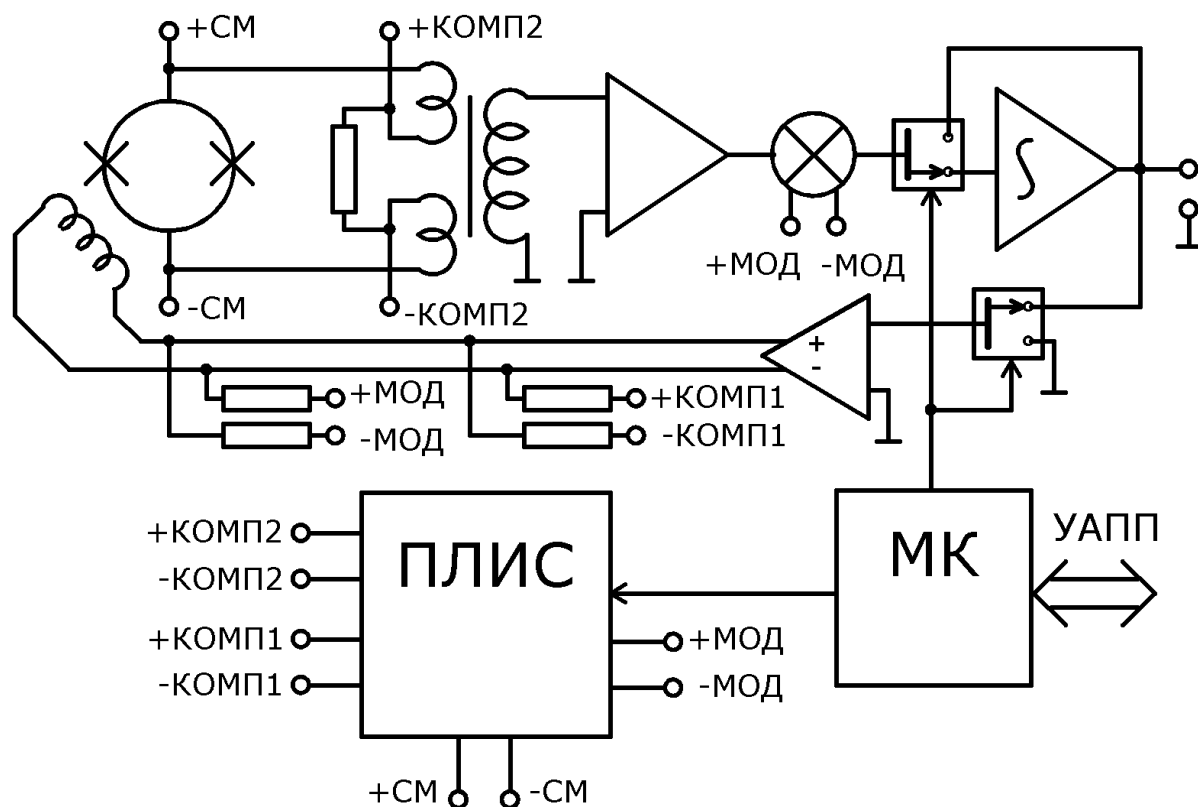 +СМ
+КОМП2
-СМ
-КОМП2
+МОД -МОД
+
-
+МОД
-МОД
+КОМП1
-КОМП1
ПЛИС
МК
УАПП
+КОМП2
-КОМП2
+КОМП1
-КОМП1
+МОД
-МОД
+СМ
-СМ